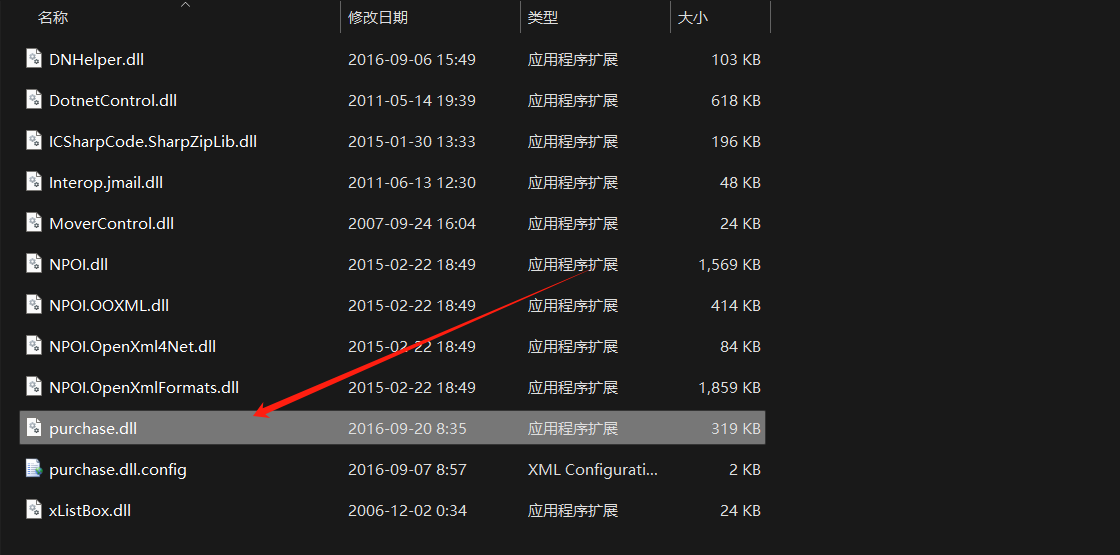 名称 修改日期 类型 大小
DNHelper.dll 2016-09-06 15:49 应用程序扩展 103 KB
DotnetControl.dll 2011-05-14 19:39 应用程序扩展 618 KB
ICSharpCode.SharpZipLib.dll 2015-01-30 13:33 应用程序扩展 196 KB
Interop.jmail.dll 2011-06-13 12:30 应用程序扩展 48 KB
MoverControl.dll 2007-09-24 16:04 应用程序扩展 24 KB
NPOI.dll 2015-02-22 18:49 应用程序扩展 1,569 KB
NPOI.OOXML.dll 2015-02-22 18:49 应用程序扩展 414 KB
NPOI.OpenXml4Net.dll 2015-02-22 18:49 应用程序扩展 84 KB
NPOI.OpenXmlFormats.dll 2015-02-22 18:49 应用程序扩展 1,859 KB
purchase.dll 2016-09-20 8:35 应用程序扩展 319 KB
purchase.dll.config 2016-09-07 8:57 XML Configurati... 2 KB
xListBox.dll 2006-12-02 0:34 应用程序扩展 24 KB